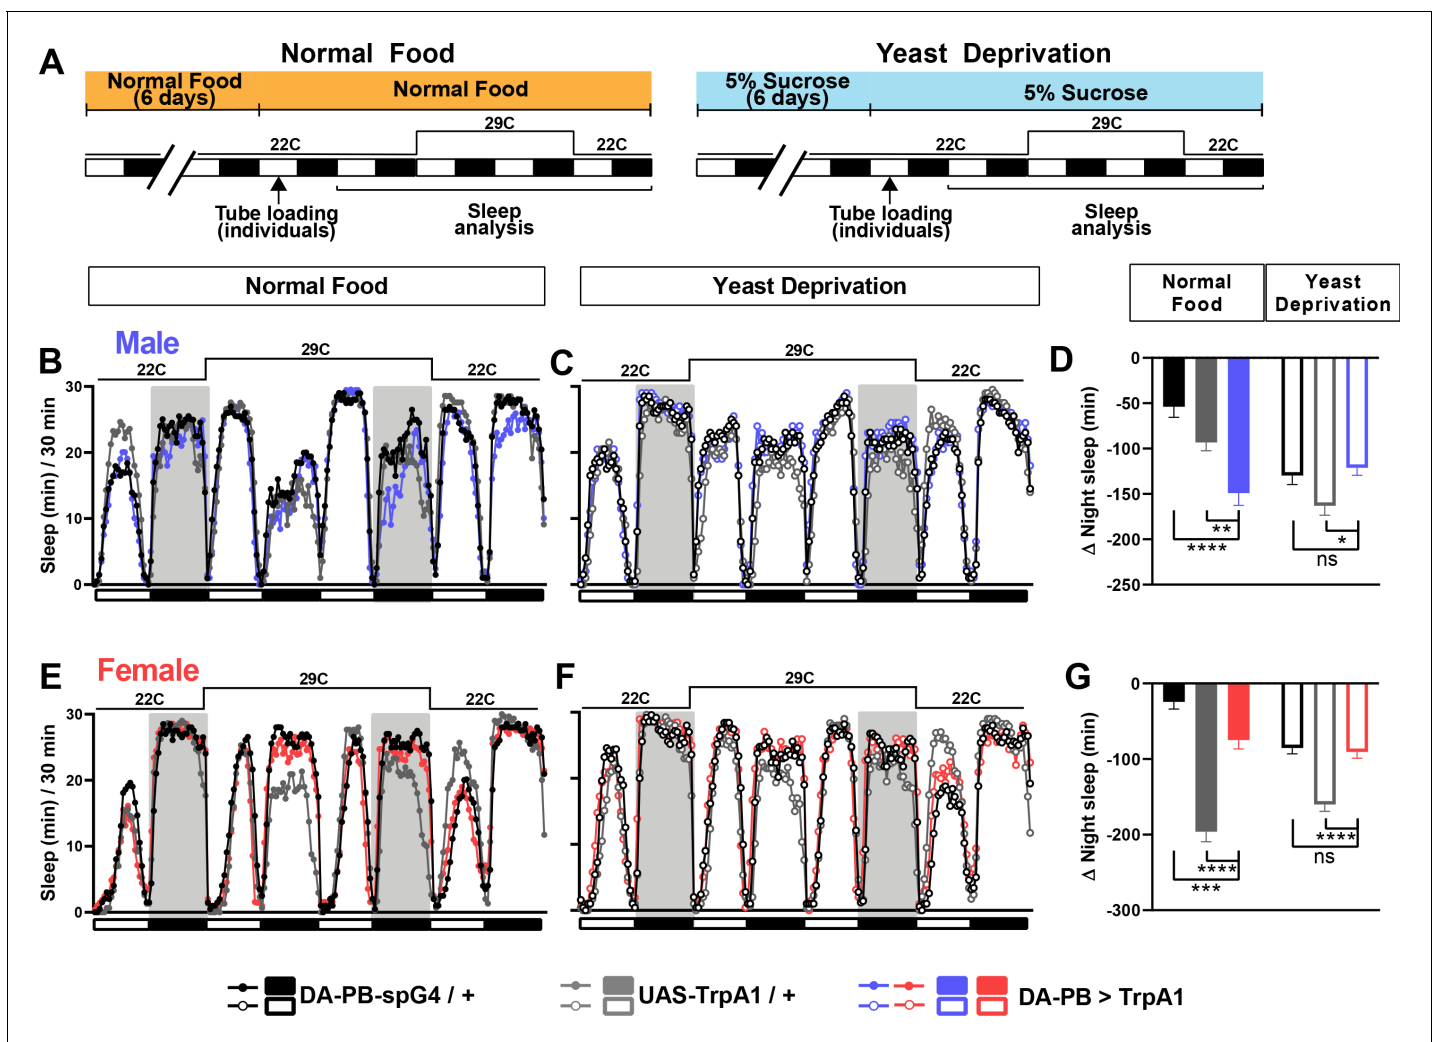 A
Normal Food
Yeast Deprivation
Normal Food
(6 days)
Normal Food
5% Sucrose
(6 days)
5% Sucrose
22C
29C
22C
22C
29C
22C
Tube loading
(individuals)
Sleep
analysis
Tube loading
(individuals)
Sleep
analysis
Normal Food
Yeast Deprivation
Normal
Food
Yeast
Deprivation
B
Male
22C
29C
22C
Sleep (min) / 30 min
30
20
10
0
C
22C
29C
22C
D
Δ Night sleep (min)
0
-50
-100
-150
-200
-250
**
****
*
ns
E
Female
22C
29C
22C
Sleep (min) / 30 min
30
20
10
0
F
22C
29C
22C
G
Δ Night sleep (min)
0
-100
-200
-300
****
***
****
ns
DA-PB-spG4 / +
UAS-TrpA1 / +
DA-PB > TrpA1